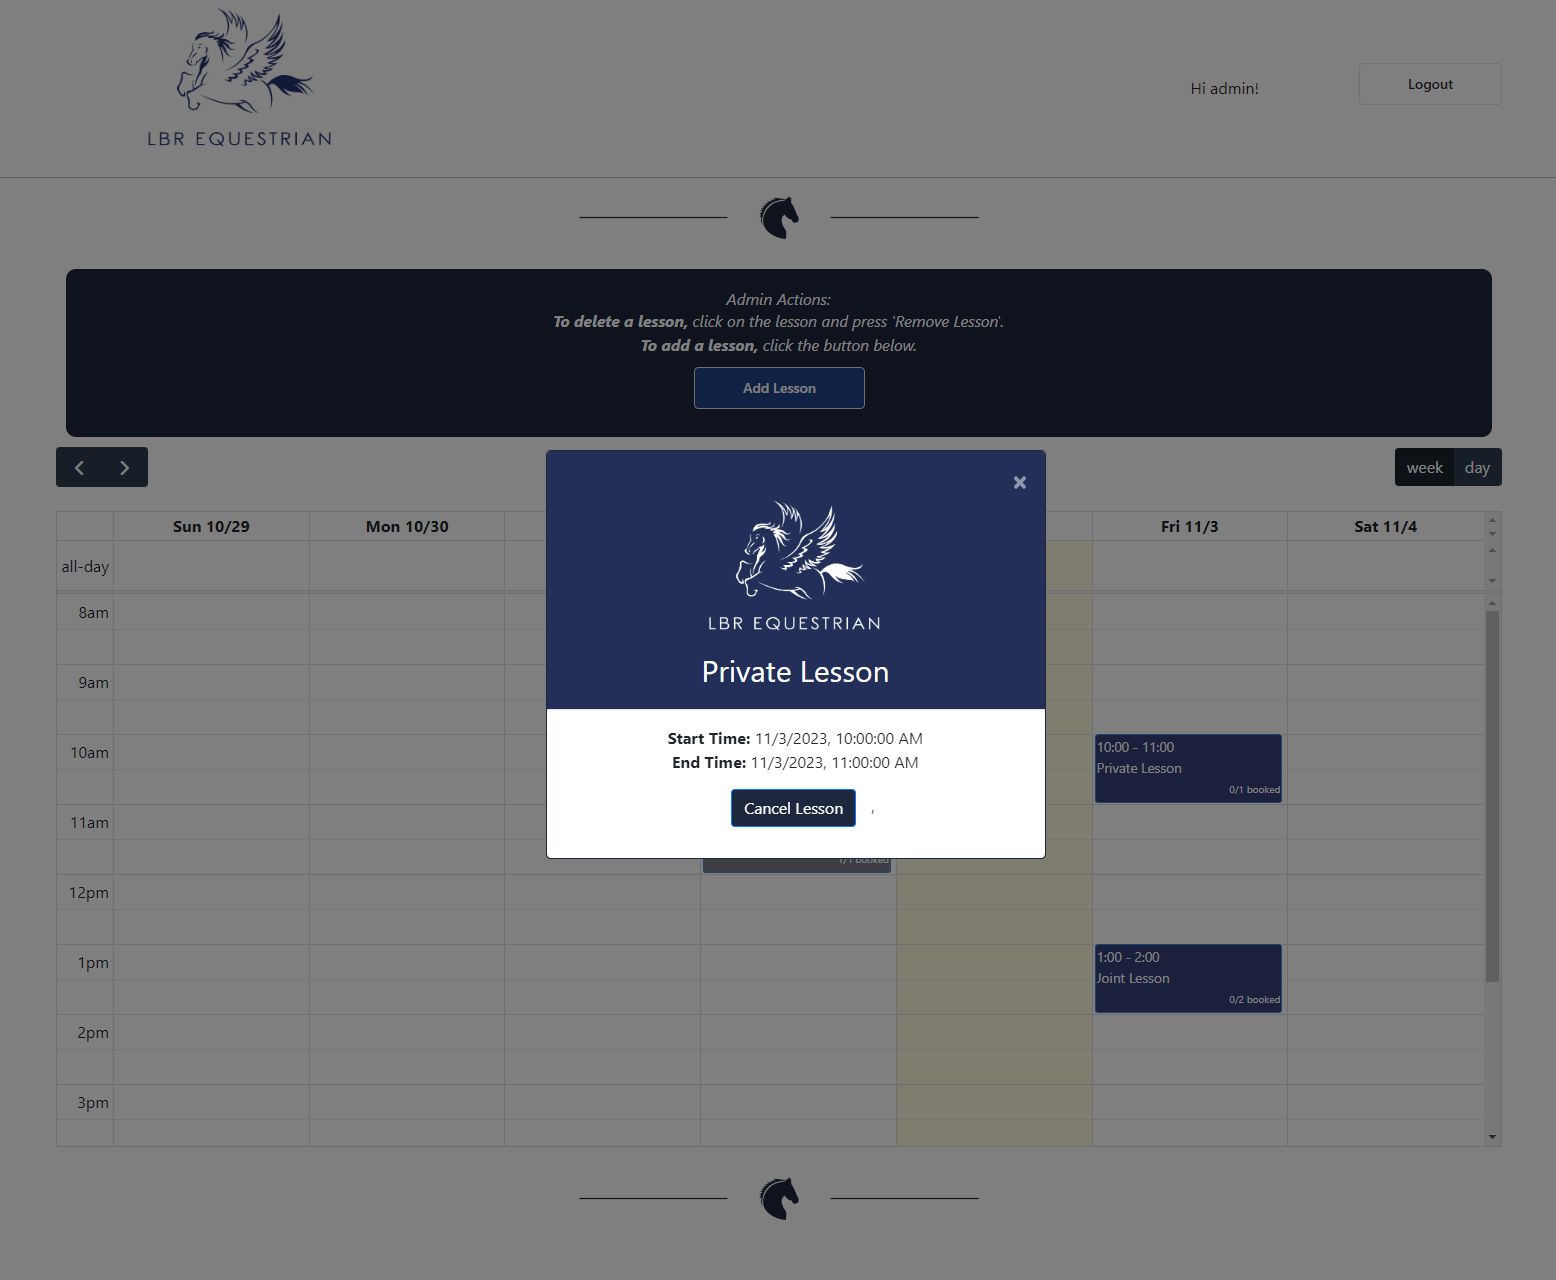 LBR EQUESTRIAN
Hi admin!
Logout
Admin Actions:
To delete a lesson, click on the lesson and press 'Remove Lesson'.
To add a lesson, click the button below.
Add Lesson
week day
Sun 10/29 Mon 10/30 Fri 11/3 Sat 11/4
all-day
8am
9am
10am
11am
12pm
1pm
2pm
3pm
×
LBR EQUESTRIAN
Private Lesson
Start Time: 11/3/2023, 10:00:00 AM
End Time: 11/3/2023, 11:00:00 AM
Cancel Lesson ,
1/1 booked
10:00 - 11:00
Private Lesson
0/1 booked
1:00 - 2:00
Joint Lesson
0/2 booked